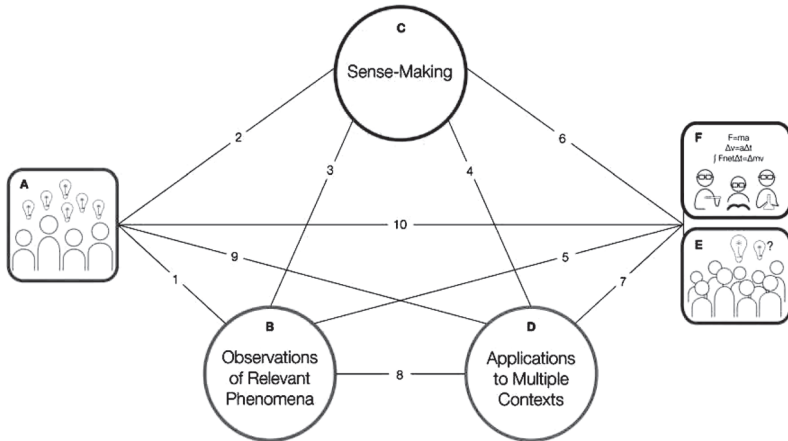 C
Sense-Making
2
6
F
F=ma
Δv=aΔt
∫ FnetΔt=Δmv
A
3
4
10
E
?
9
5
1
7
B
Observations
of Relevant
Phenomena
8
D
Applications
to Multiple
Contexts